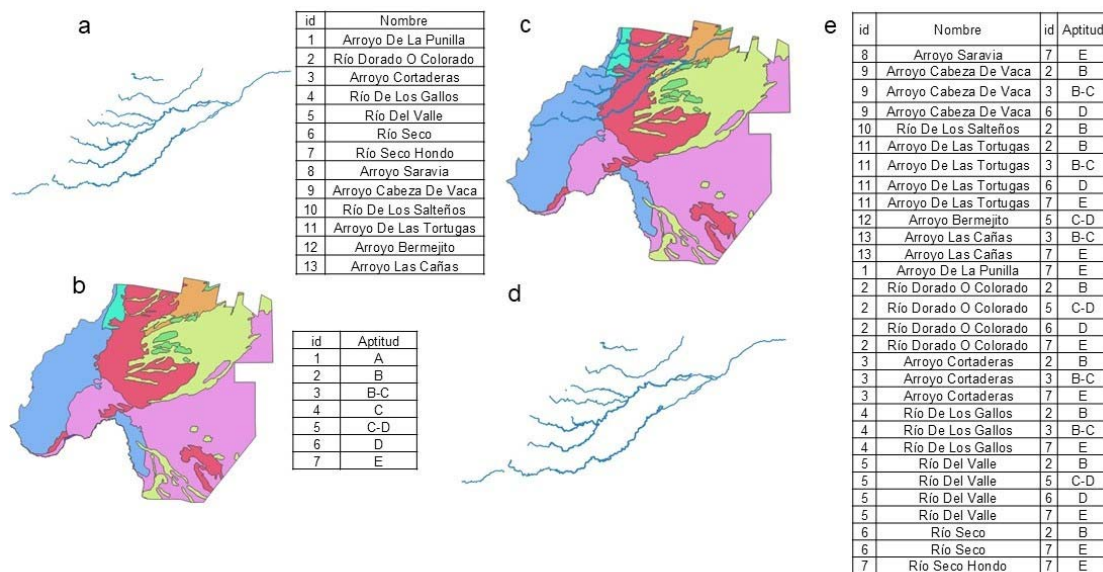 a
id Nombre
1 Arroyo De La Punilla
2 Río Dorado O Colorado
3 Arroyo Cortaderas
4 Río De Los Gallos
5 Río Del Valle
6 Río Seco
7 Río Seco Hondo
8 Arroyo Saravia
9 Arroyo Cabeza De Vaca
10 Río De Los Salteños
11 Arroyo De Las Tortugas
12 Arroyo Bermejito
13 Arroyo Las Cañas
b
id Aptitud
1 A
2 B
3 B-C
4 C
5 C-D
6 D
7 E
c
d
e
id Nombre id Aptitud
8 Arroyo Saravia 7 E
9 Arroyo Cabeza De Vaca 2 B
9 Arroyo Cabeza De Vaca 3 B-C
9 Arroyo Cabeza De Vaca 6 D
10 Río De Los Salteños 2 B
11 Arroyo De Las Tortugas 2 B
11 Arroyo De Las Tortugas 3 B-C
11 Arroyo De Las Tortugas 6 D
11 Arroyo De Las Tortugas 7 E
12 Arroyo Bermejito 5 C-D
13 Arroyo Las Cañas 3 B-C
13 Arroyo Las Cañas 7 E
1 Arroyo De La Punilla 7 E
2 Río Dorado O Colorado 2 B
2 Río Dorado O Colorado 5 C-D
2 Río Dorado O Colorado 6 D
2 Río Dorado O Colorado 7 E
3 Arroyo Cortaderas 2 B
3 Arroyo Cortaderas 3 B-C
3 Arroyo Cortaderas 7 E
4 Río De Los Gallos 2 B
4 Río De Los Gallos 3 B-C
4 Río De Los Gallos 7 E
5 Río Del Valle 2 B
5 Río Del Valle 5 C-D
5 Río Del Valle 6 D
5 Río Del Valle 7 E
6 Río Seco 2 B
6 Río Seco 7 E
7 Río Seco Hondo 7 E